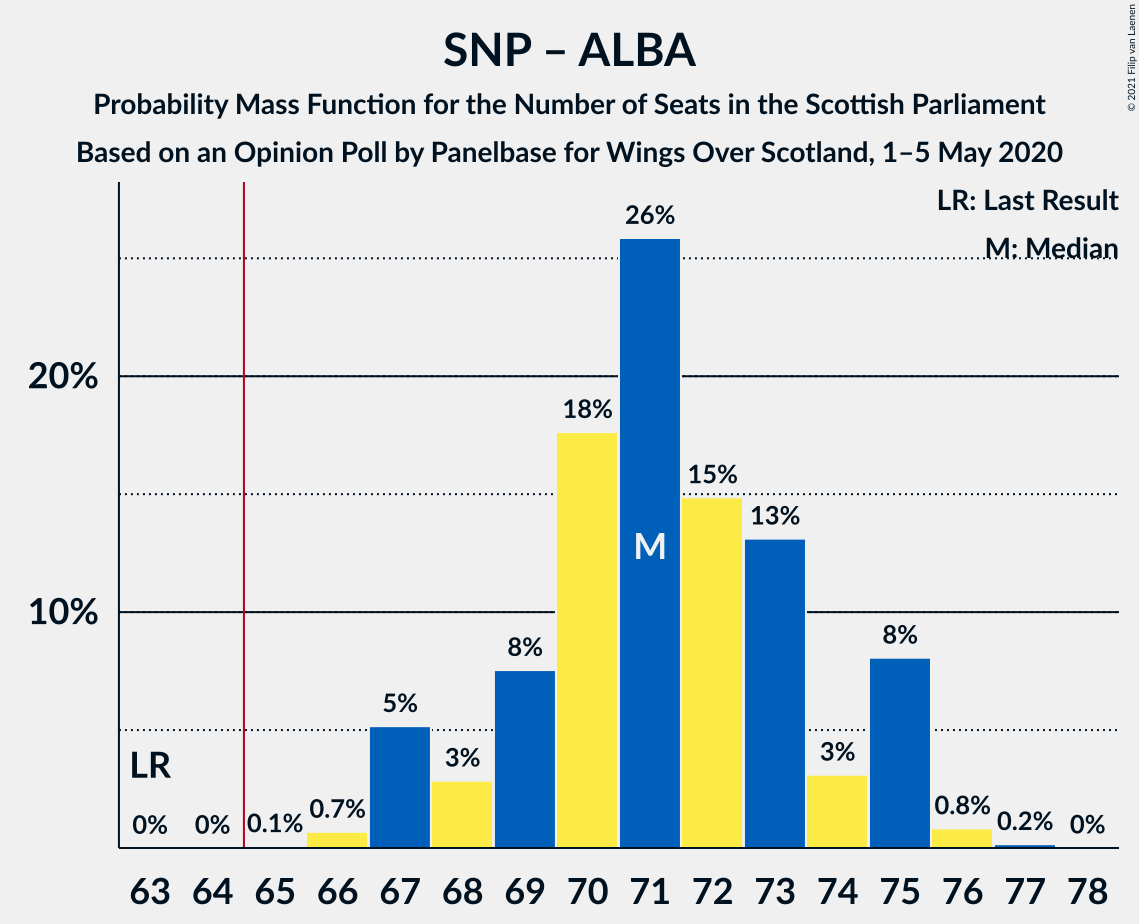 SNP – ALBA
Probability Mass Function for the Number of Seats in the Scottish Parliament
Based on an Opinion Poll by Panelbase for Wings Over Scotland, 1–5 May 2020
© 2021 Filip van Laenen
LR: Last Result
M: Median
20%
10%
26%
18%
15%
13%
8%
8%
5%
3%
3%
0.7%
0.8%
0.1%
0.2%
0%
0%
0%
LR
M
63 64 65 66 67 68 69 70 71 72 73 74 75 76 77 78